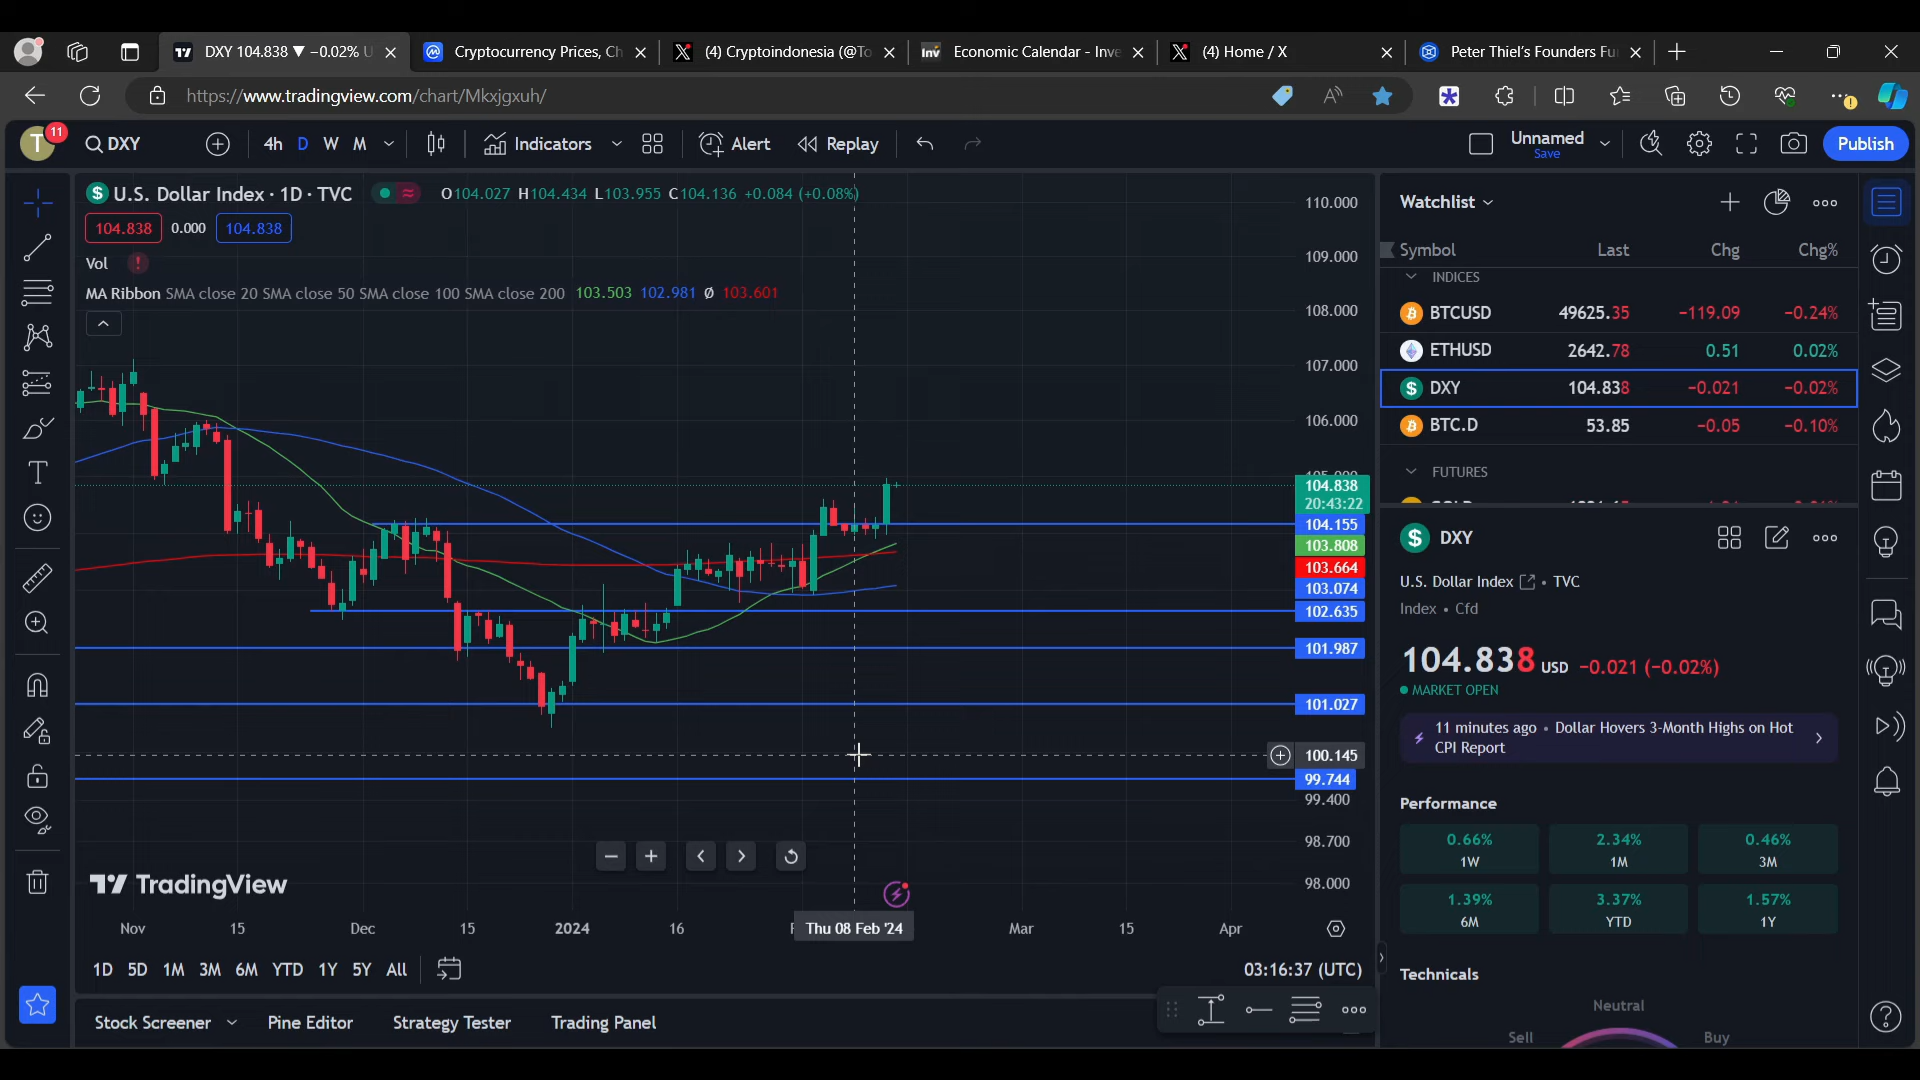 DXY 104.838 ▼ −0.02% U
Cryptocurrency Prices, Ch
(4) Cryptoindonesia (@To
Inv
Economic Calendar - Inve
(4) Home / X
Peter Thiel's Founders Fu
https://www.tradingview.com/chart/Mkxjgxuh/
T
11
DXY
4h D W M
Indicators
Alert
Replay
Unnamed
Save
Publish
U.S. Dollar Index · 1D · TVC
O104.027 H104.434 L103.955 C104.136 +0.084 (+0.08%)
104.838 0.000 104.838
Vol
MA Ribbon SMA close 20 SMA close 50 SMA close 100 SMA close 200 103.503 102.981 Ø 103.601
110.000
109.000
108.000
107.000
106.000
104.838
20:43:22
104.155
103.808
103.664
103.074
102.635
101.987
101.027
100.145
99.744
99.400
98.700
98.000
TradingView
Nov 15 Dec 15 2024 16 Thu 08 Feb '24 Mar 15 Apr
1D 5D 1M 3M 6M YTD 1Y 5Y All
03:16:37 (UTC)
Stock Screener
Pine Editor
Strategy Tester
Trading Panel
Watchlist
Symbol Last Chg Chg%
INDICES
BTCUSD 49625.35 −119.09 −0.24%
ETHUSD 2642.78 0.51 0.02%
DXY 104.838 −0.021 −0.02%
BTC.D 53.85 −0.05 −0.10%
FUTURES
DXY
U.S. Dollar Index • TVC
Index • Cfd
104.838 USD −0.021 (−0.02%)
MARKET OPEN
11 minutes ago • Dollar Hovers 3-Month Highs on Hot
CPI Report
Performance
0.66% 2.34% 0.46%
1W 1M 3M
1.39% 3.37% 1.57%
6M YTD 1Y
Technicals
Neutral
Sell Buy